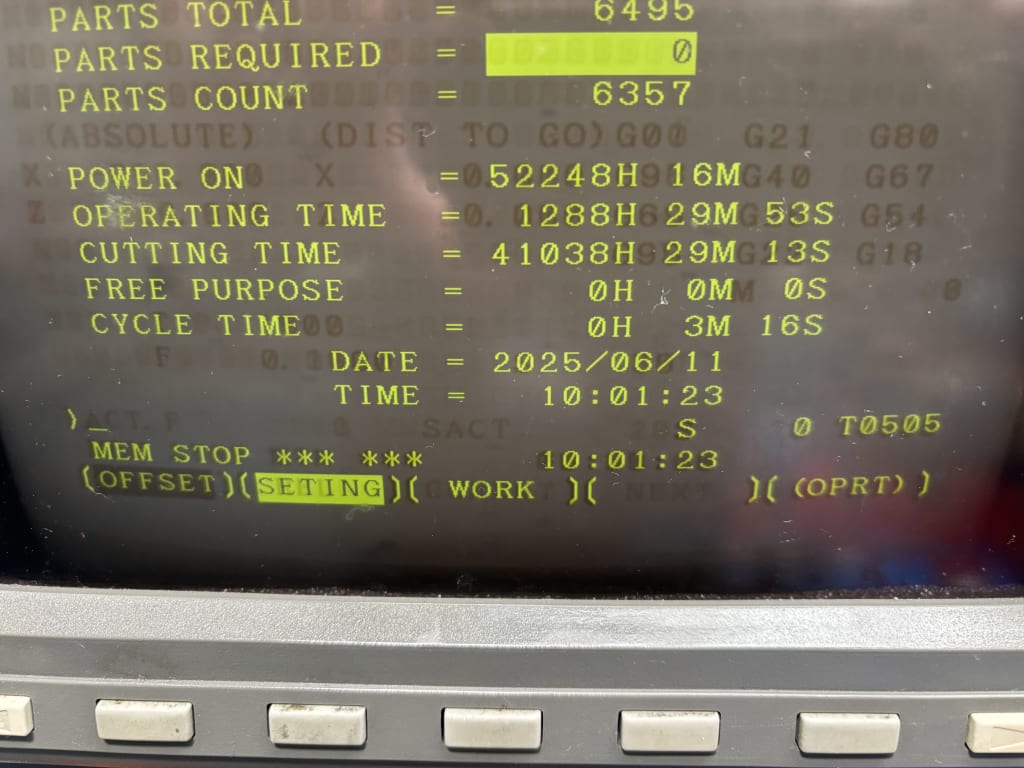 PARTS TOTAL = 6495
PARTS REQUIRED = 0
PARTS COUNT = 6357
(ABSOLUTE) (DIST TO GO) G00 G21 G80
POWER ON = 52248H 16M G40 G67
OPERATING TIME = 1288H 29M 53S G54
CUTTING TIME = 41038H 29M 13S G18
FREE PURPOSE = 0H 0M 0S
CYCLE TIME = 0H 3M 16S
DATE = 2025/06/11
TIME = 10:01:23
)_ ACT.F SACT S 0 T0505
MEM STOP *** *** 10:01:23
(OFFSET)(SETING)( WORK )( NEXT )( (OPRT) )